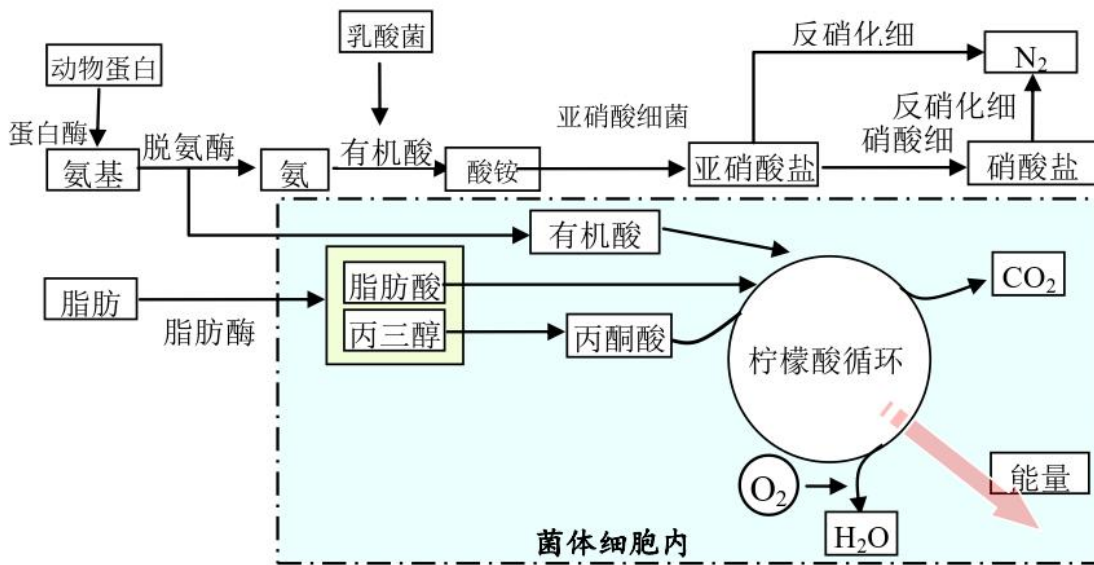 乳酸菌
反硝化细
N₂
动物蛋白
反硝化细
蛋白酶
脱氨酶
有机酸
亚硝酸细菌
硝酸细
氨基
氨
酸铵
亚硝酸盐
硝酸盐
有机酸
脂肪
脂肪酶
脂肪酸
丙三醇
丙酮酸
柠檬酸循环
CO₂
O₂
H₂O
能量
菌体细胞内